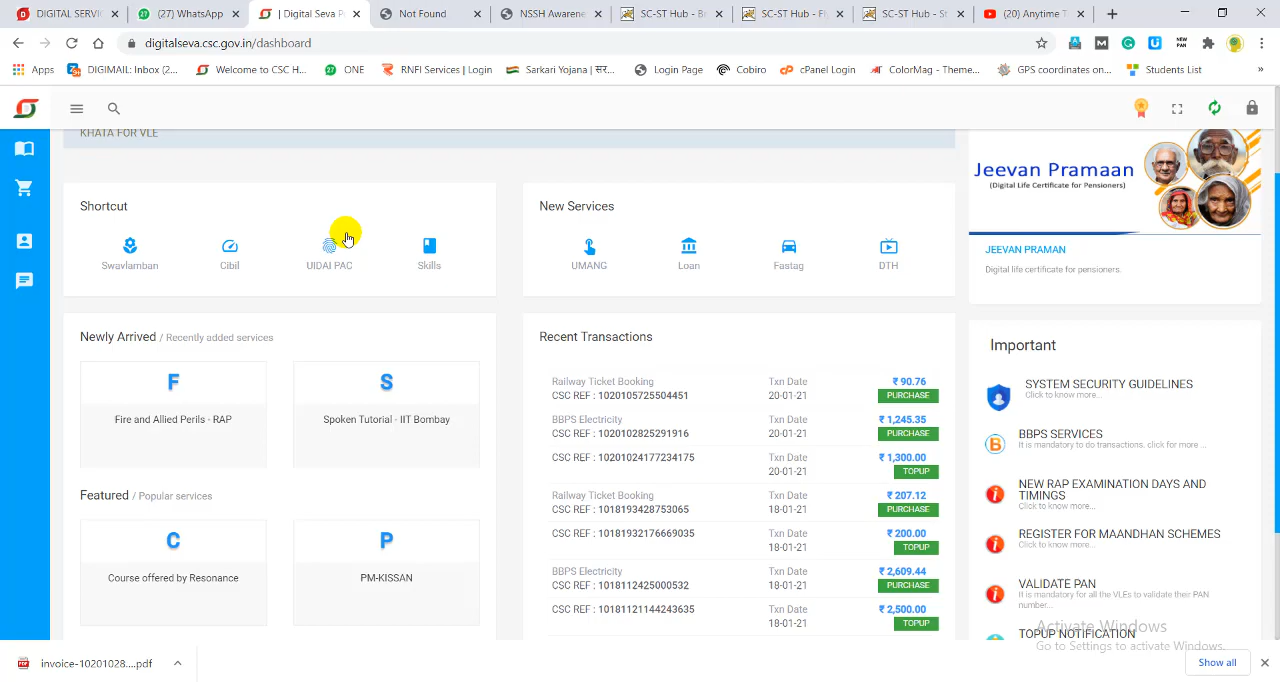 DIGITAL SERVIC
(27) WhatsApp
| Digital Seva P
Not Found
NSSH Awaren
SC-ST Hub - B
SC-ST Hub - F
SC-ST Hub - St
(20) Anytime T
digitalseva.csc.gov.in/dashboard
NEW PAN
Apps
DIGIMAIL: Inbox (2...
Welcome to CSC H...
ONE
RNFI Services | Login
Sarkari Yojana | सर...
Login Page
Cobiro
cPanel Login
ColorMag - Theme...
GPS coordinates on...
Students List
KHATA FOR VLE
Shortcut
Swavlamban
Cibil
UIDAI PAC
Skills
New Services
UMANG
Loan
Fastag
DTH
Jeevan Pramaan
(Digital Life Certificate for Pensioners)
JEEVAN PRAMAN
Digital life certificate for pensioners.
Newly Arrived / Recently added services
F
Fire and Allied Perils - RAP
S
Spoken Tutorial - IIT Bombay
Featured / Popular services
C
Course offered by Resonance
P
PM-KISSAN
Recent Transactions
Railway Ticket Booking Txn Date ₹ 90.76
CSC REF : 1020105725504451 20-01-21 PURCHASE
BBPS Electricity Txn Date ₹ 1,245.35
CSC REF : 1020102825291916 20-01-21 PURCHASE
CSC REF : 10201024177234175 Txn Date ₹ 1,300.00
20-01-21 TOPUP
Railway Ticket Booking Txn Date ₹ 207.12
CSC REF : 1018193428753065 18-01-21 PURCHASE
CSC REF : 10181932176669035 Txn Date ₹ 200.00
18-01-21 TOPUP
BBPS Electricity Txn Date ₹ 2,609.44
CSC REF : 1018112425000532 18-01-21 PURCHASE
CSC REF : 10181121144243635 Txn Date ₹ 2,500.00
18-01-21 TOPUP
Important
SYSTEM SECURITY GUIDELINES
Click to know more...
BBPS SERVICES
It is mandatory to do transactions. click for more ...
NEW RAP EXAMINATION DAYS AND
TIMINGS
Click to know more...
REGISTER FOR MAANDHAN SCHEMES
Click to know more...
VALIDATE PAN
It is mandatory for all the VLEs to validate their PAN
number...
TOPUP NOTIFICATION
Activate Windows
Go to Settings to activate Windows.
invoice-10201028....pdf
Show all